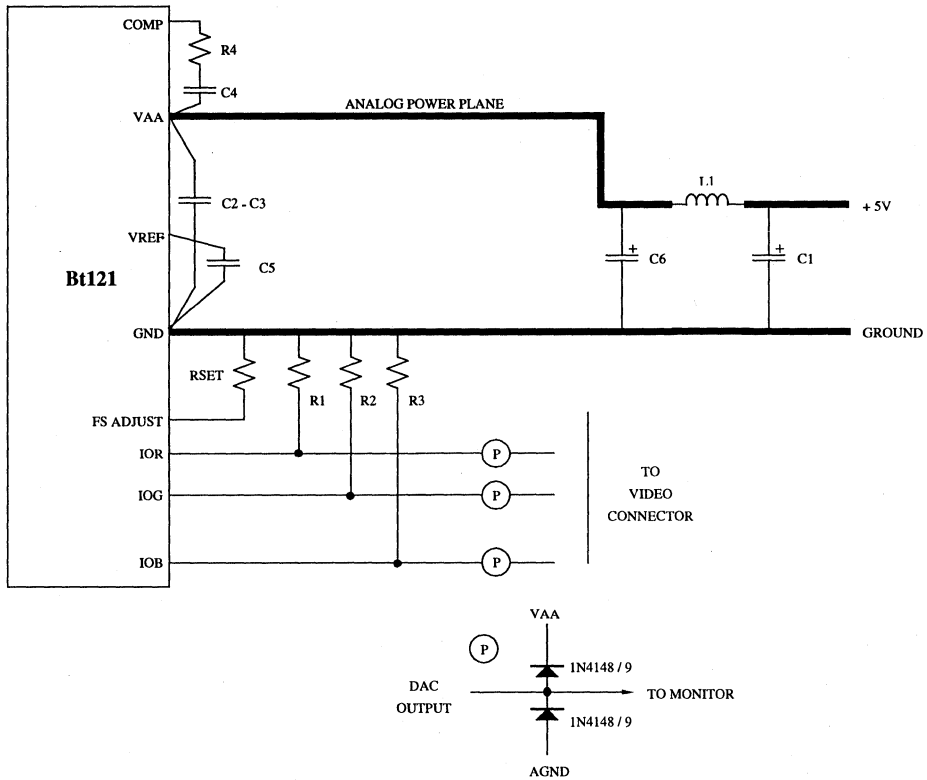 COMP
R4
C4
ANALOG POWER PLANE
VAA
L1
+ 5V
C2 - C3
VREF
C5
+
C6
+
C1
Bt121
GND
GROUND
RSET
R1
R2
R3
FS ADJUST
IOR
P
IOG
P
IOB
P
TO
VIDEO
CONNECTOR
VAA
P
1N4148 / 9
DAC
OUTPUT
TO MONITOR
1N4148 / 9
AGND